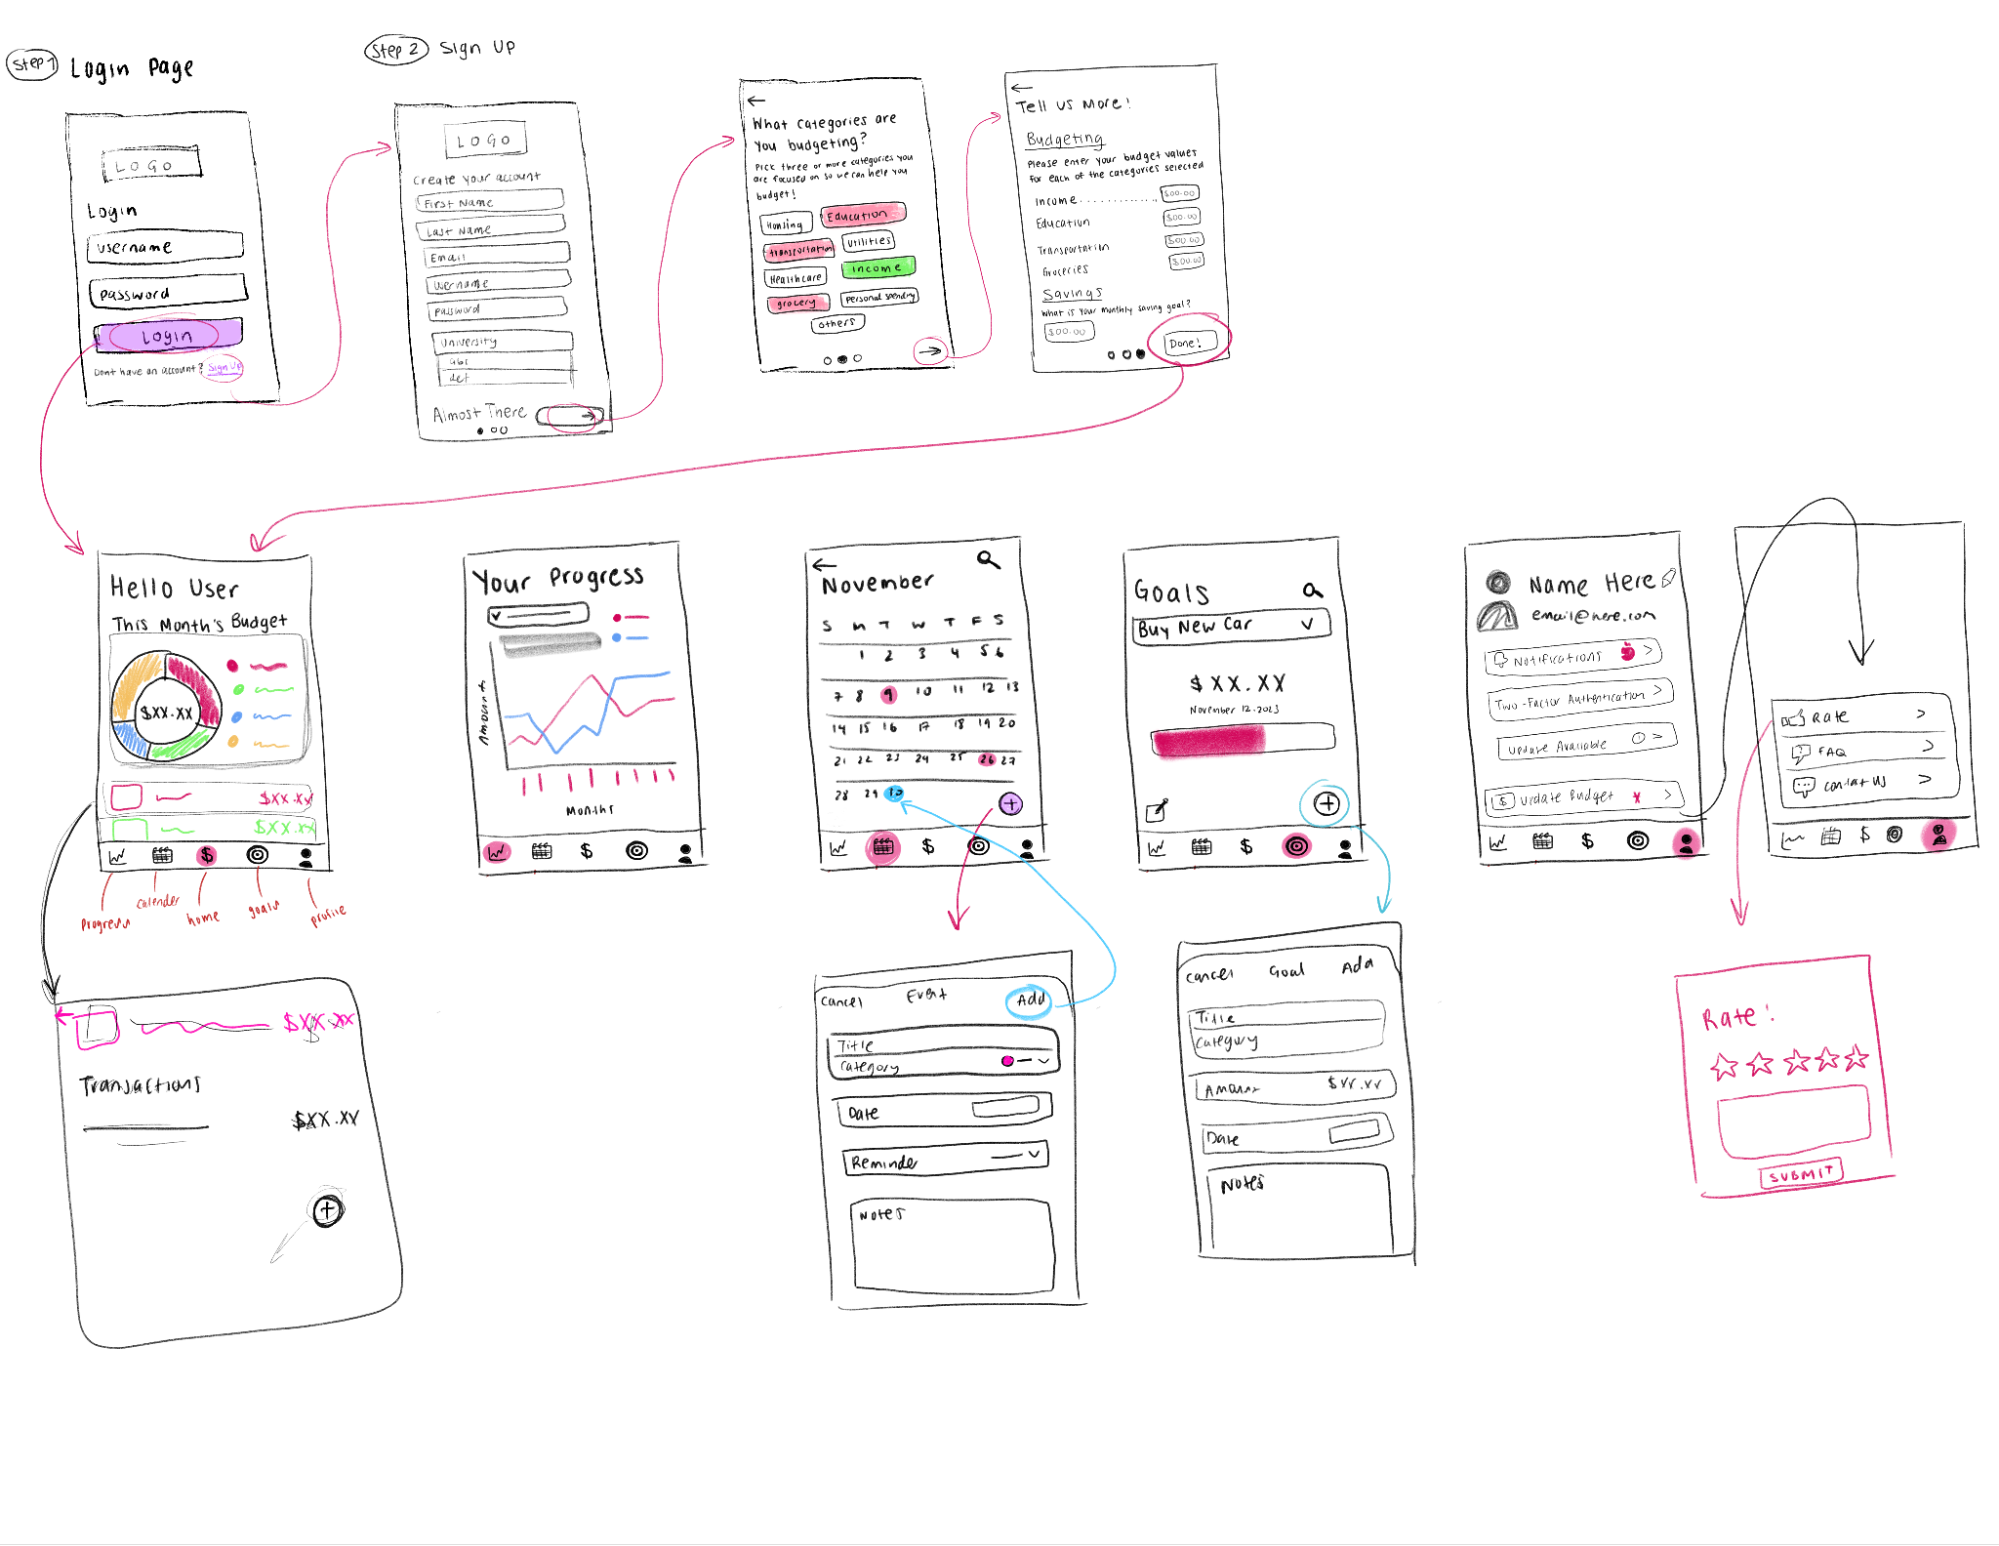 Step 1 Login Page
LOGO
Login
username
password
Login
Dont have an account? Sign Up
Step 2 Sign Up
LOGO
Create your account
First Name
Last Name
Email
Username
password
University
abc
def
Almost There
What categories are
you budgeting?
Pick three or more categories you
are focused on so we can help you
budget!
Housing
Education
transportation
utilities
Healthcare
income
grocery
personal spending
others
Tell us more!
Budgeting
Please enter your budget values
for each of the categories selected
Income ............. $00.00
Education $00.00
Transportation $00.00
Groceries $00.00
Savings
What is your monthly saving goal?
$00.00
Done!
Hello User
This Month's Budget
$XX.XX
$XX.XX
$XX.XX
$
Progress
calender
home
goals
profile
$XX.XX
Transactions
$XX.XX
Your Progress
Amount
Months
$
November
S M T W T F S
1 2 3 4 5 6
7 8 9 10 11 12 13
14 15 16 17 18 19 20
21 22 23 24 25 26 27
28 29
$
Cancel Event Add
Title
Category
Date
Reminder
Notes
Goals
Buy New Car
$XX.XX
November 12.2023
$
Cancel Goal Add
Title
Category
Amount $XX.XX
Date
Notes
Name Here
email@here.com
Notifications
Two-Factor Authentication
Update Available
$ Update Budget
$
Rate
FAQ
Contact Us
$
Rate!
SUBMIT